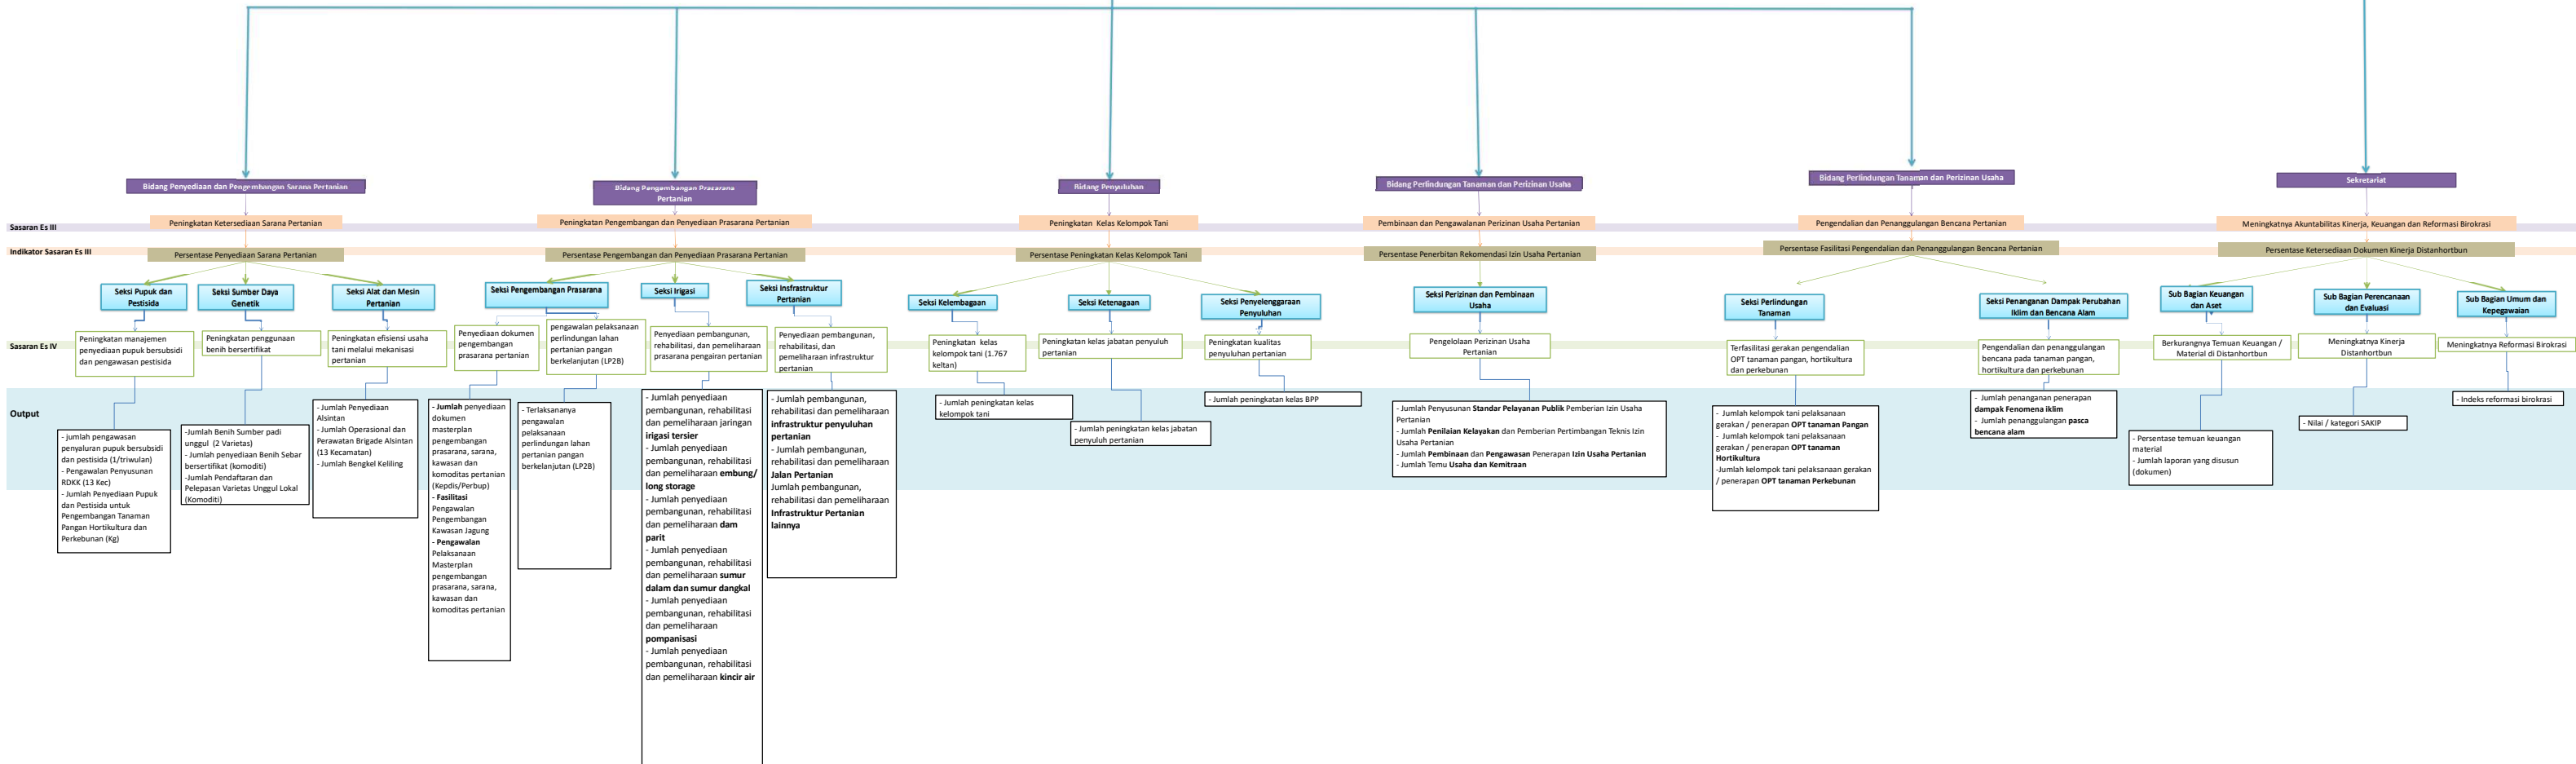 Bidang Penyediaan dan Pengembangan Sarana Pertanian
Bidang Pengembangan Prasarana
Pertanian
Bidang Penyuluhan
Bidang Perlindungan Tanaman dan Perizinan Usaha
Bidang Perlindungan Tanaman dan Perizinan Usaha
Sekretariat
Sasaran Es III
Peningkatan Ketersediaan Sarana Pertanian
Peningkatan Pengembangan dan Penyediaan Prasarana Pertanian
Peningkatan  Kelas Kelompok Tani
Pembinaan dan Pengawalanan Perizinan Usaha Pertanian
Pengendalian dan Penanggulangan Bencana Pertanian
Meningkatnya Akuntabilitas Kinerja, Keuangan dan Reformasi Birokrasi
Indikator Sasaran Es III
Persentase Penyediaan Sarana Pertanian
Persentase Pengembangan dan Penyediaan Prasarana Pertanian
Persentase Peningkatan Kelas Kelompok Tani
Persentase Penerbitan Rekomendasi Izin Usaha Pertanian
Persentase Fasilitasi Pengendalian dan Penanggulangan Bencana Pertanian
Persentase Ketersediaan Dokumen Kinerja Distanhortbun
Seksi Pupuk dan
Pestisida
Seksi Sumber Daya
Genetik
Seksi Alat dan Mesin
Pertanian
Seksi Pengembangan Prasarana
Seksi Irigasi
Seksi Insfrastruktur
Pertanian
Seksi Kelembagaan
Seksi Ketenagaan
Seksi Penyelenggaraan
Penyuluhan
Seksi Perizinan dan Pembinaan
Usaha
Seksi Perlindungan
Tanaman
Seksi Penanganan Dampak Perubahan
Iklim dan Bencana Alam
Sub Bagian Keuangan
dan Aset
Sub Bagian Perencanaan
dan Evaluasi
Sub Bagian Umum dan
Kepegawaian
Sasaran Es IV
Peningkatan manajemen
penyediaan pupuk bersubsidi
dan pengawasan pestisida
Peningkatan penggunaan
benih bersertifikat
Peningkatan efisiensi usaha
tani melalui mekanisasi
pertanian
Penyediaan dokumen
pengembangan
prasarana pertanian
pengawalan pelaksanaan
perlindungan lahan
pertanian pangan
berkelanjutan (LP2B)
Penyediaan pembangunan,
rehabilitasi, dan pemeliharaan
prasarana pengairan pertanian
Penyediaan pembangunan,
rehabilitasi, dan
pemeliharaan infrastruktur
pertanian
Peningkatan  kelas
kelompok tani (1.767
keltan)
Peningkatan kelas jabatan penyuluh
pertanian
Peningkatan kualitas
penyuluhan pertanian
Pengelolaan Perizinan Usaha
Pertanian
Terfasilitasi gerakan pengendalian
OPT tanaman pangan, hortikultura
dan perkebunan
Pengendalian dan penanggulangan
bencana pada tanaman pangan,
hortikultura dan perkebunan
Berkurangnya Temuan Keuangan /
Material di Distanhortbun
Meningkatnya Kinerja
Distanhortbun
Meningkatnya Reformasi Birokrasi
Output
- jumlah pengawasan
penyaluran pupuk bersubsidi
dan pestisida (1/triwulan)
- Pengawalan Penyusunan
RDKK (13 Kec)
- Jumlah Penyediaan Pupuk
dan Pestisida untuk
Pengembangan Tanaman
Pangan Hortikultura dan
Perkebunan (Kg)
-Jumlah Benih Sumber padi
unggul  (2 Varietas)
- Jumlah penyediaan Benih Sebar
bersertifikat (komoditi)
-Jumlah Pendaftaran dan
Pelepasan Varietas Unggul Lokal
(Komoditi)
- Jumlah Penyediaan
Alsintan
- Jumlah Operasional dan
Perawatan Brigade Alsintan
(13 Kecamatan)
- Jumlah Bengkel Keliling
- Jumlah penyediaan
dokumen
masterplan
pengembangan
prasarana, sarana,
kawasan dan
komoditas pertanian
(Kepdis/Perbup)
- Fasilitasi
Pengawalan
Pengembangan
Kawasan Jagung
- Pengawalan
Pelaksanaan
Masterplan
pengembangan
prasarana, sarana,
kawasan dan
komoditas pertanian
- Terlaksananya
pengawalan
pelaksanaan
perlindungan lahan
pertanian pangan
berkelanjutan (LP2B)
- Jumlah penyediaan
pembangunan, rehabilitasi
dan pemeliharaan jaringan
irigasi tersier
- Jumlah penyediaan
pembangunan, rehabilitasi
dan pemeliharaan embung/
long storage
- Jumlah penyediaan
pembangunan, rehabilitasi
dan pemeliharaan dam
parit
- Jumlah penyediaan
pembangunan, rehabilitasi
dan pemeliharaan sumur
dalam dan sumur dangkal
- Jumlah penyediaan
pembangunan, rehabilitasi
dan pemeliharaan
pompanisasi
- Jumlah penyediaan
pembangunan, rehabilitasi
dan pemeliharaan kincir air
- Jumlah pembangunan,
rehabilitasi dan pemeliharaan
infrastruktur penyuluhan
pertanian
- Jumlah pembangunan,
rehabilitasi dan pemeliharaan
Jalan Pertanian
Jumlah pembangunan,
rehabilitasi dan pemeliharaan
Infrastruktur Pertanian
lainnya
- Jumlah peningkatan kelas
kelompok tani
- Jumlah peningkatan kelas jabatan
penyuluh pertanian
- Jumlah peningkatan kelas BPP
- Jumlah Penyusunan Standar Pelayanan Publik Pemberian Izin Usaha
Pertanian
- Jumlah Penilaian Kelayakan dan Pemberian Pertimbangan Teknis Izin
Usaha Pertanian
- Jumlah Pembinaan dan Pengawasan Penerapan Izin Usaha Pertanian
- Jumlah Temu Usaha dan Kemitraan
- Jumlah kelompok tani pelaksanaan
gerakan / penerapan OPT tanaman Pangan
- Jumlah kelompok tani pelaksanaan
gerakan / penerapan OPT tanaman
Hortikultura
-Jumlah kelompok tani pelaksanaan gerakan
/ penerapan OPT tanaman Perkebunan
- Jumlah penanganan penerapan
dampak Fenomena iklim
- Jumlah penanggulangan pasca
bencana alam
- Persentase temuan keuangan
material
- Jumlah laporan yang disusun
(dokumen)
- Nilai / kategori SAKIP
- Indeks reformasi birokrasi